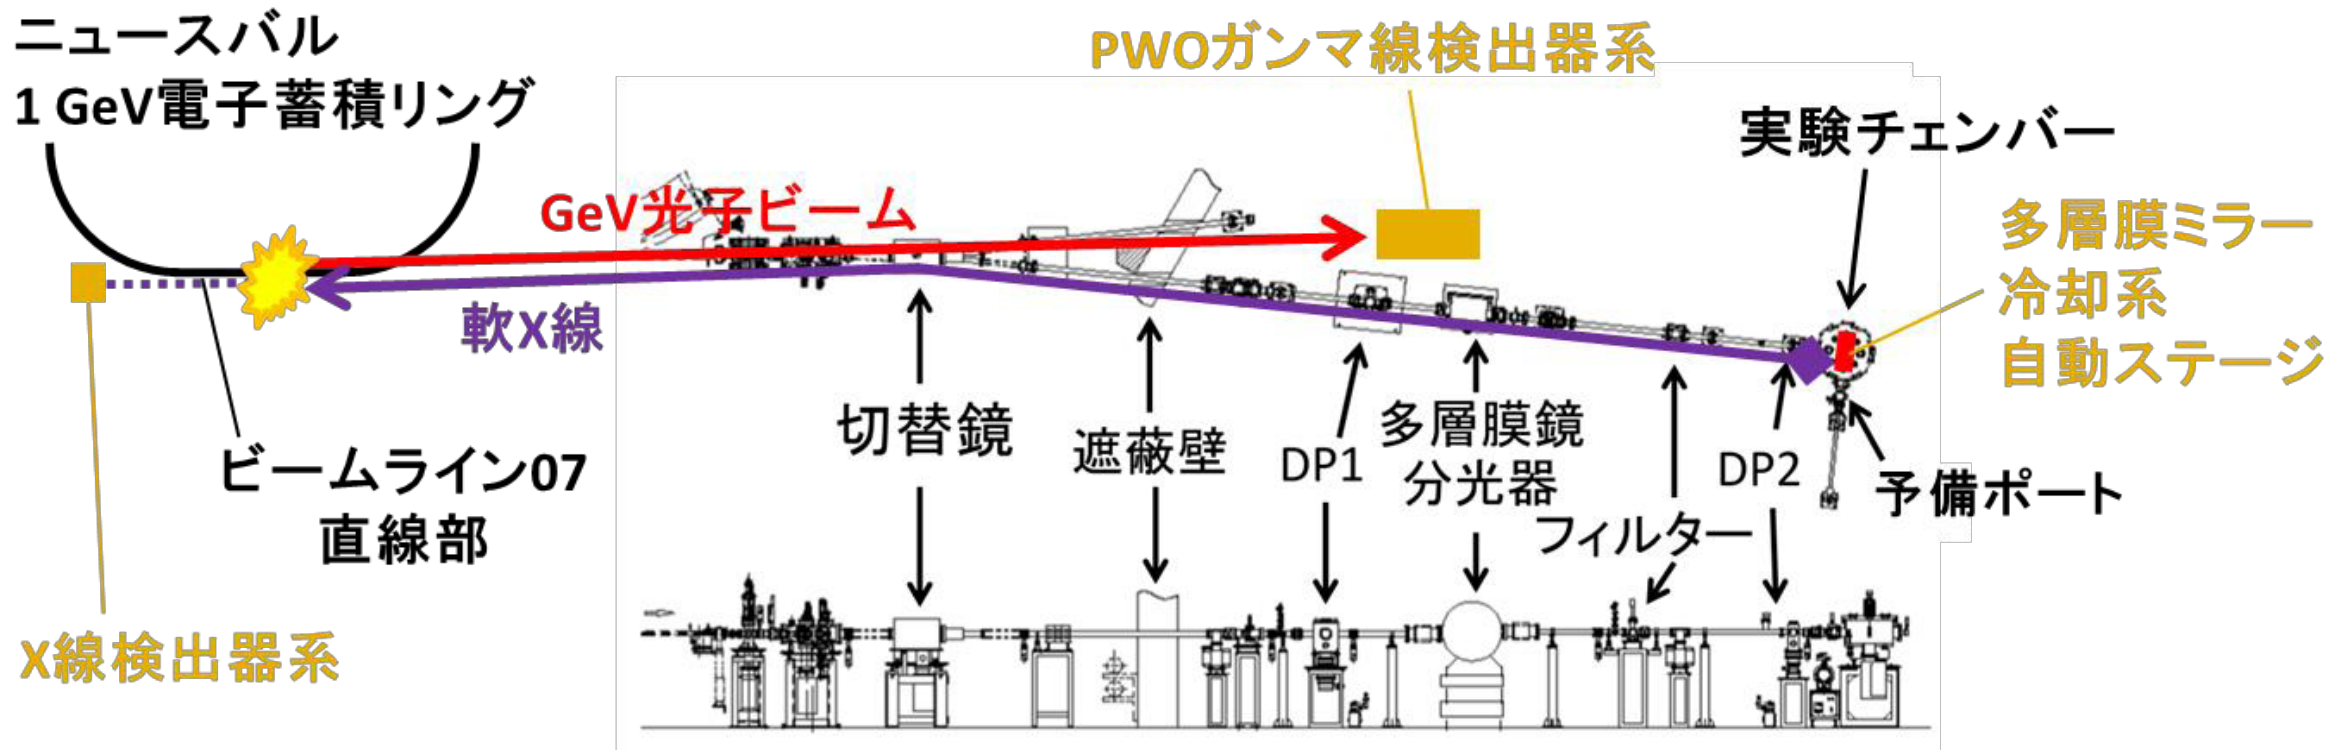 ニュースバル
1 GeV電子蓄積リング
PWOガンマ線検出器系
実験チェンバー
GeV光子ビーム
多層膜ミラー
冷却系
自動ステージ
軟X線
切替鏡
遮蔽壁
DP1
多層膜鏡
分光器
フィルター
DP2
予備ポート
ビームライン07
直線部
X線検出器系